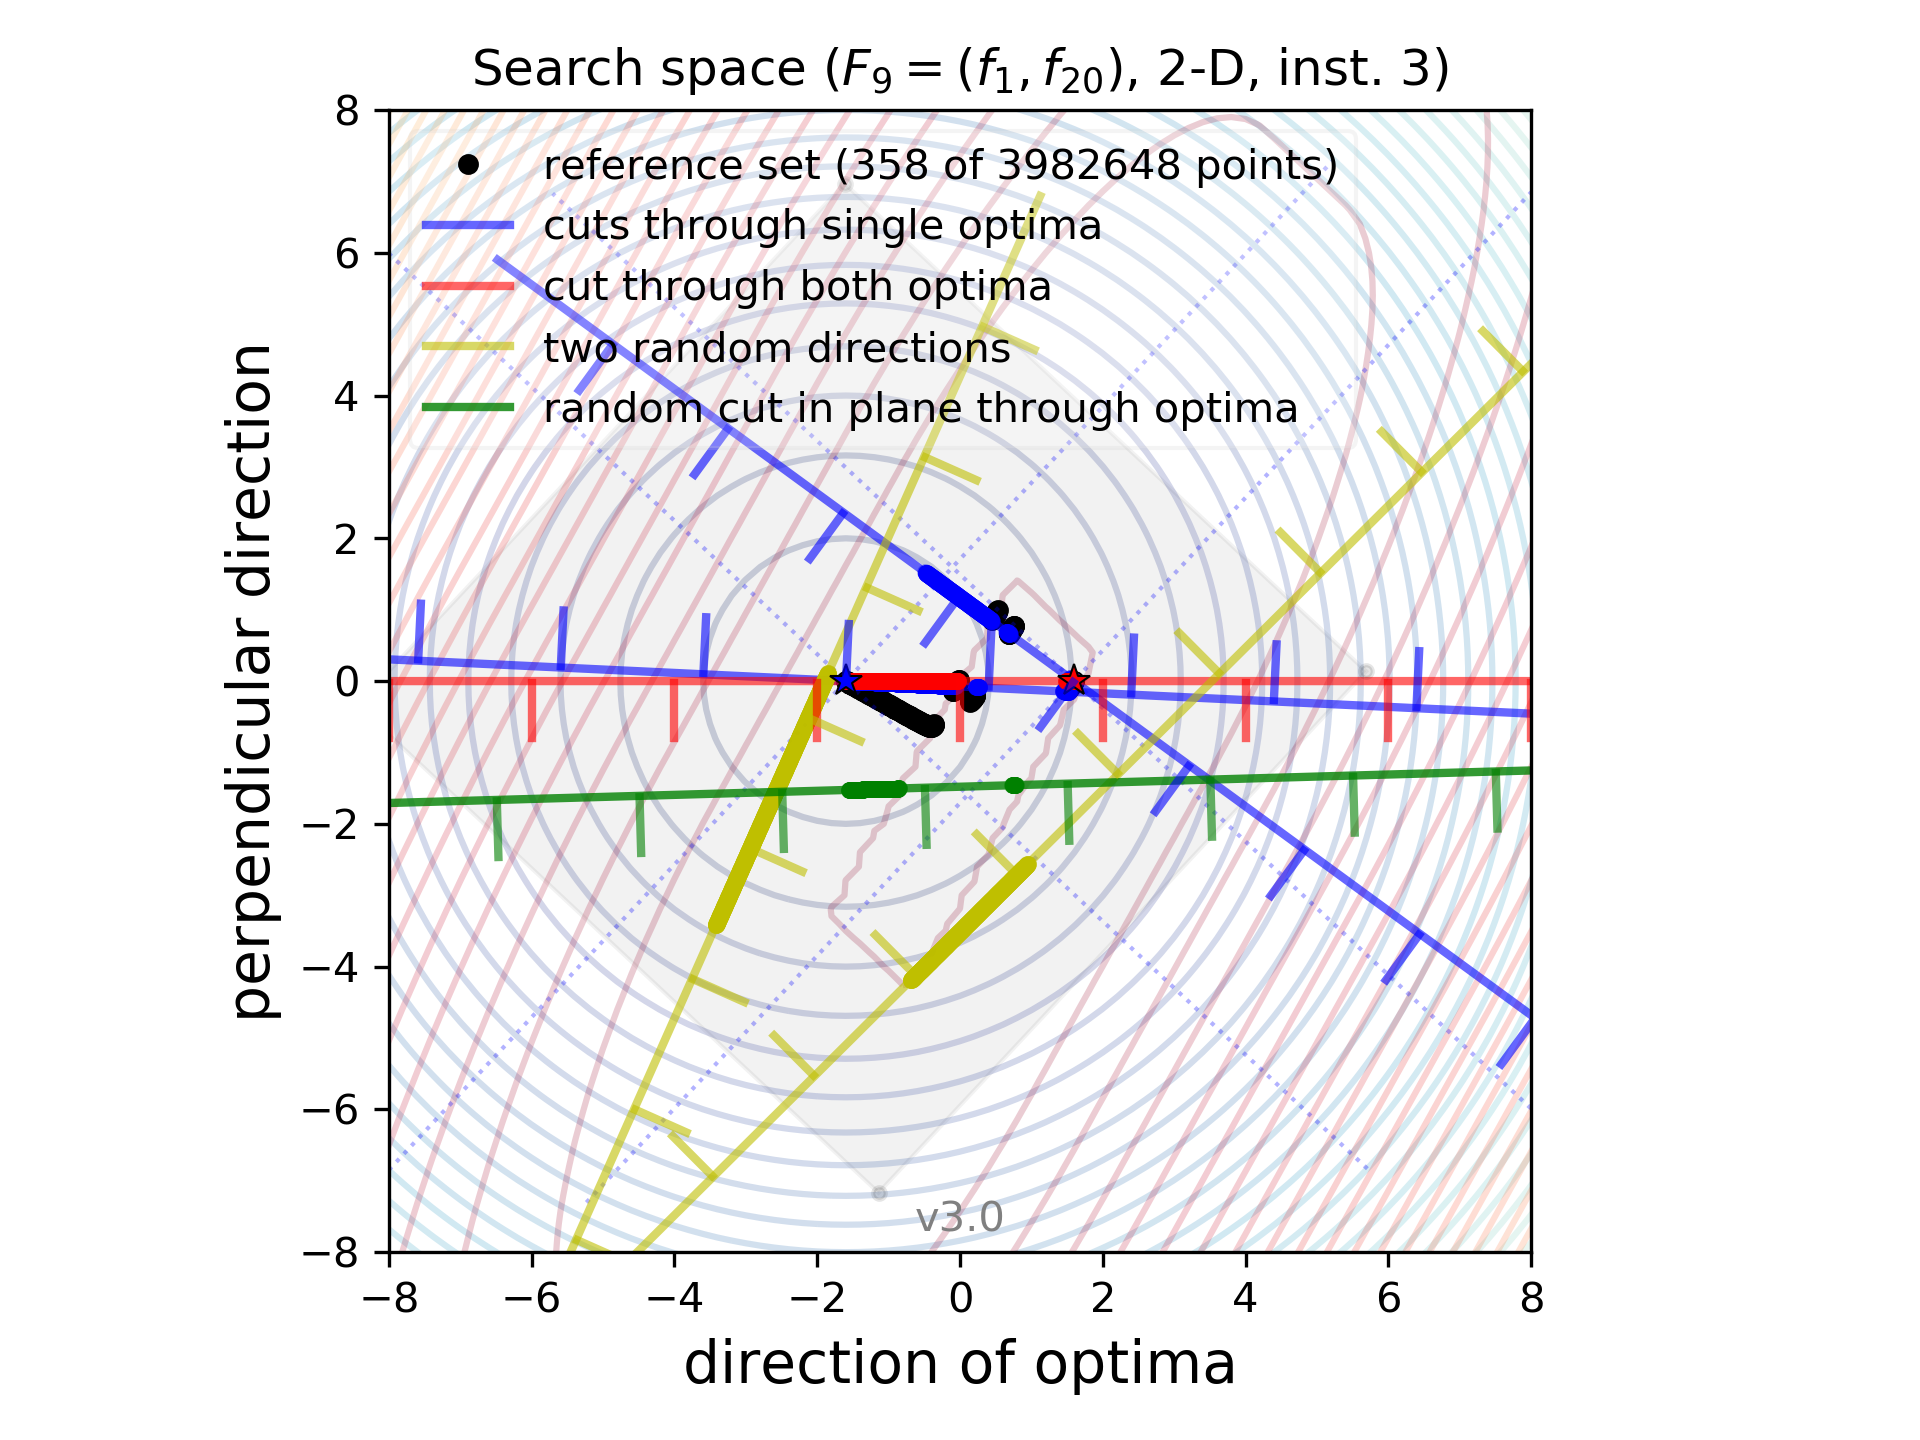 Search space (F₉ = (f₁, f₂₀), 2-D, inst. 3)
reference set (358 of 3982648 points)
cuts through single optima
cut through both optima
two random directions
random cut in plane through optima
8
6
4
2
0
−2
−4
−6
−8
perpendicular direction
v3.0
−8 −6 −4 −2 0 2 4 6 8
direction of optima